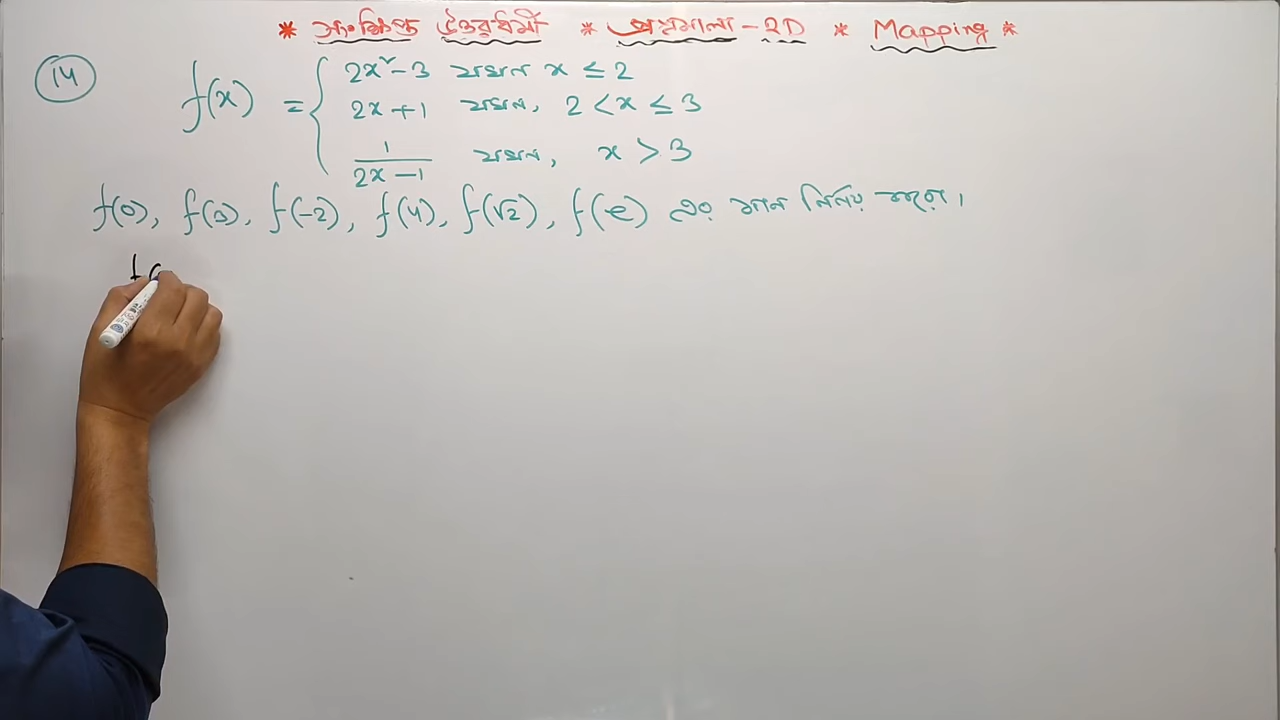 * সংক্ষিপ্ত উত্তরধর্মী * প্রশ্নমালা - 2D * Mapping *
14 f(x) = { 2x² - 3 যখন x ≤ 2
2x + 1 যখন, 2 < x ≤ 3
1/(2x - 1) যখন, x > 3
f(0), f(3), f(-2), f(4), f(√2), f(e) এর মান নির্ণয় করো।
f(